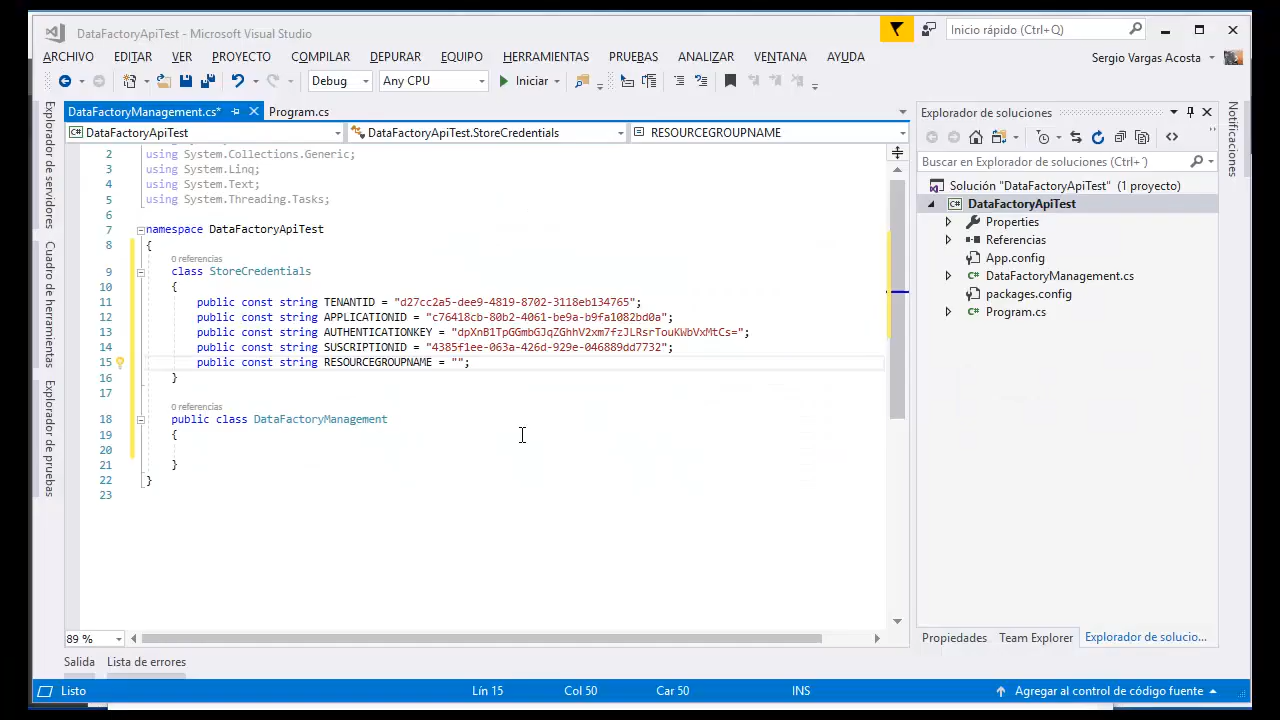 DataFactoryApiTest - Microsoft Visual Studio
Inicio rápido (Ctrl+Q)
ARCHIVO EDITAR VER PROYECTO COMPILAR DEPURAR EQUIPO HERRAMIENTAS PRUEBAS ANALIZAR VENTANA AYUDA
Sergio Vargas Acosta
Debug Any CPU Iniciar
Explorador de servidores
Cuadro de herramientas
Explorador de pruebas
DataFactoryManagement.cs* Program.cs
DataFactoryApiTest DataFactoryApiTest.StoreCredentials RESOURCEGROUPNAME
2 using System.Collections.Generic;
3 using System.Linq;
4 using System.Text;
5 using System.Threading.Tasks;
6
7 namespace DataFactoryApiTest
8 {
0 referencias
9 class StoreCredentials
10 {
11 public const string TENANTID = "d27cc2a5-dee9-4819-8702-3118eb134765";
12 public const string APPLICATIONID = "c76418cb-80b2-4061-be9a-b9fa1082bd0a";
13 public const string AUTHENTICATIONKEY = "dpXnB1TpGGmbGJqZGhhV2xm7fzJLRsrTouKWbVxMtCs=";
14 public const string SUSCRIPTIONID = "4385f1ee-063a-426d-929e-046889dd7732";
15 public const string RESOURCEGROUPNAME = "";
16 }
17
0 referencias
18 public class DataFactoryManagement
19 {
20
21 }
22 }
23
89 %
Salida Lista de errores
Explorador de soluciones
Buscar en Explorador de soluciones (Ctrl+´)
Solución "DataFactoryApiTest" (1 proyecto)
DataFactoryApiTest
Properties
Referencias
App.config
DataFactoryManagement.cs
packages.config
Program.cs
Propiedades Team Explorer Explorador de solucio...
Notificaciones
Listo Lín 15 Col 50 Car 50 INS Agregar al control de código fuente